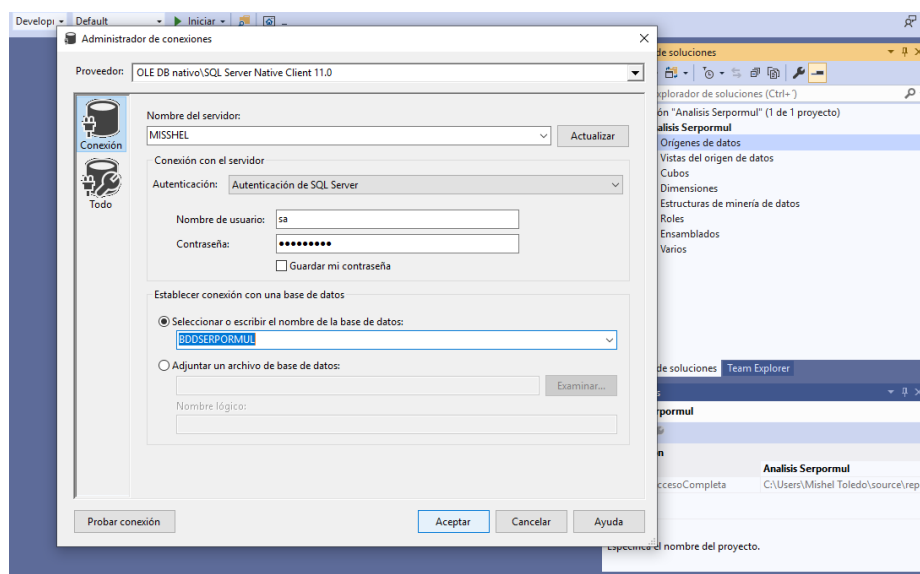 Develop Default Iniciar
Administrador de conexiones
Proveedor: OLE DB nativo\SQL Server Native Client 11.0
Conexión
Todo
Nombre del servidor:
MISSHEL
Actualizar
Conexión con el servidor
Autenticación: Autenticación de SQL Server
Nombre de usuario: sa
Contraseña: •••••••••
Guardar mi contraseña
Establecer conexión con una base de datos
Seleccionar o escribir el nombre de la base de datos:
BDDSERPORMUL
Adjuntar un archivo de base de datos:
Examinar...
Nombre lógico:
Probar conexión
Aceptar
Cancelar
Ayuda
de soluciones
xplorador de soluciones (Ctrl+´)
ón "Analisis Serpormul" (1 de 1 proyecto)
alisis Serpormul
Orígenes de datos
Vistas del origen de datos
Cubos
Dimensiones
Estructuras de minería de datos
Roles
Ensamblados
Varios
de soluciones Team Explorer
s
rpormul
n
Analisis Serpormul
ccesoCompleta C:\Users\Mishel Toledo\source\rep
Especifica el nombre del proyecto.